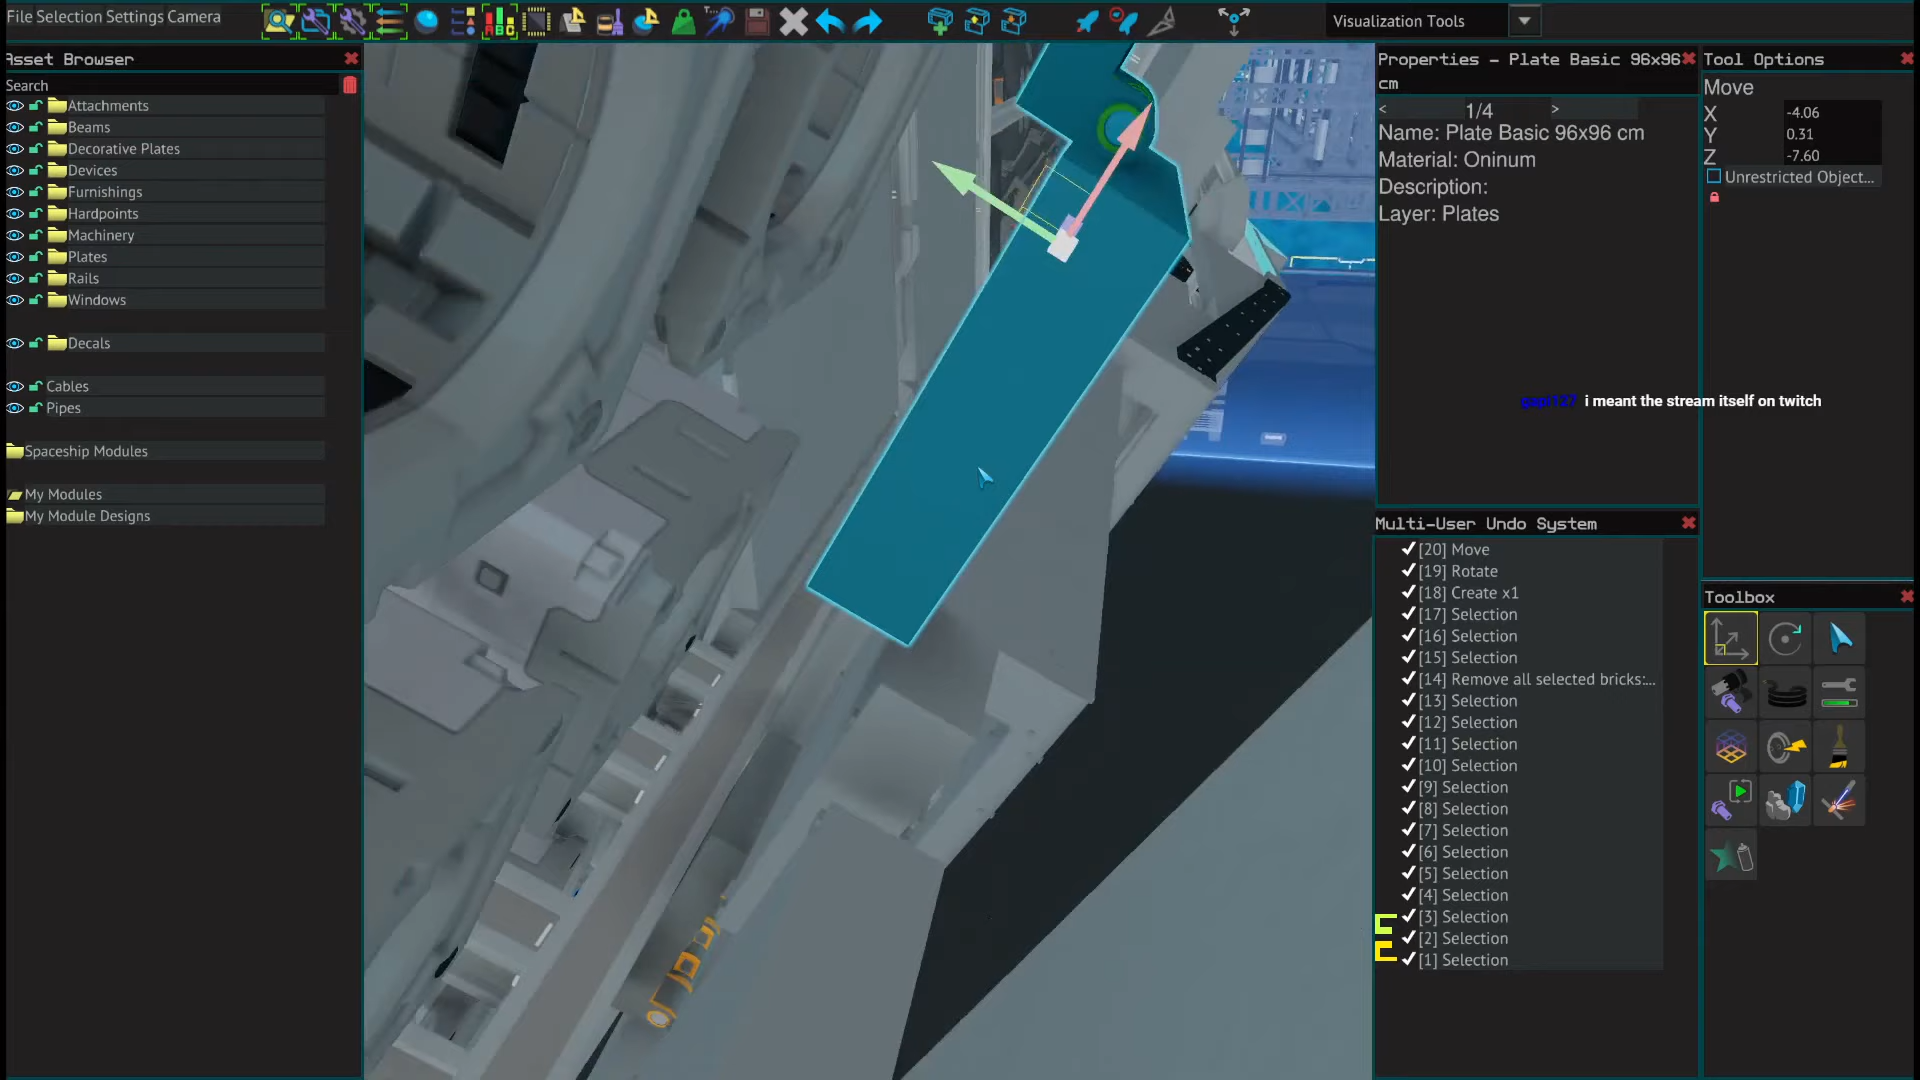 File Selection Settings Camera
Visualization Tools
Asset Browser
Search
Attachments
Beams
Decorative Plates
Devices
Furnishings
Hardpoints
Machinery
Plates
Rails
Windows
Decals
Cables
Pipes
Spaceship Modules
My Modules
My Module Designs
Properties - Plate Basic 96x96
cm
< 1/4 >
Name: Plate Basic 96x96 cm
Material: Oninum
Description:
Layer: Plates
Tool Options
Move
X -4.06
Y 0.31
Z -7.60
Unrestricted Object...
i meant the stream itself on twitch
Multi-User Undo System
[20] Move
[19] Rotate
[18] Create x1
[17] Selection
[16] Selection
[15] Selection
[14] Remove all selected bricks:...
[13] Selection
[12] Selection
[11] Selection
[10] Selection
[9] Selection
[8] Selection
[7] Selection
[6] Selection
[5] Selection
[4] Selection
[3] Selection
[2] Selection
[1] Selection
Toolbox